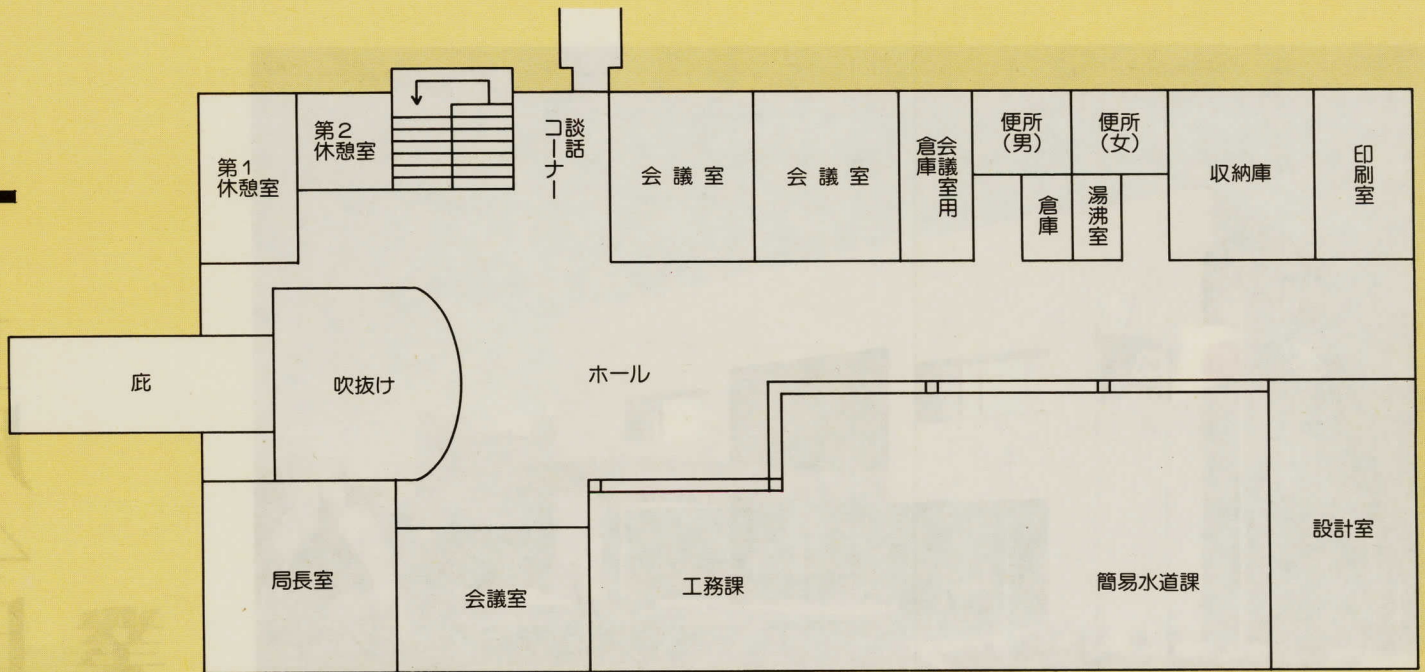 第1
休憩室
第2
休憩室
談話
コーナー
会議室
会議室
会議室用
倉庫
便所
(男)
便所
(女)
倉庫
湯沸室
収納庫
印刷室
庇
吹抜け
ホール
局長室
会議室
工務課
簡易水道課
設計室